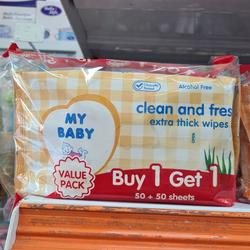 Alcohol Free
clean and fres
extra thick wipes
MY
BABY
VALUE
PACK
Buy 1 Get 1
50 + 50 sheets